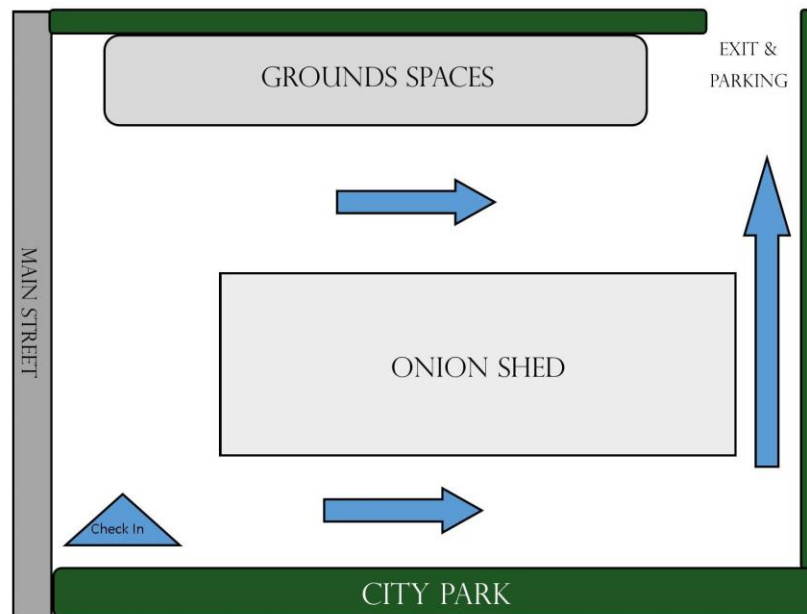 EXIT &
PARKING
GROUNDS SPACES
MAIN STREET
ONION SHED
Check In
CITY PARK